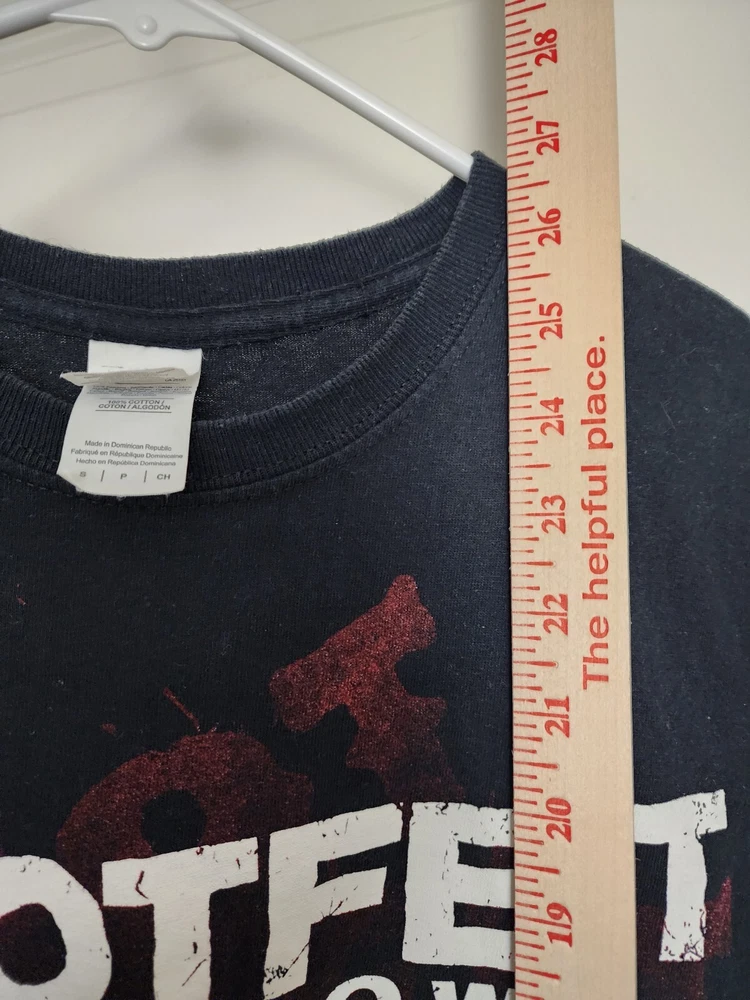 100% COTTON /
COTON / ALGODÓN
Made in Dominican Republic
Fabriqué en République Dominicaine
Hecho en República Dominicana
S | P | CH
28
27
26
25
24
23
22
21
20
19
The helpful place.
OTFEST
OW